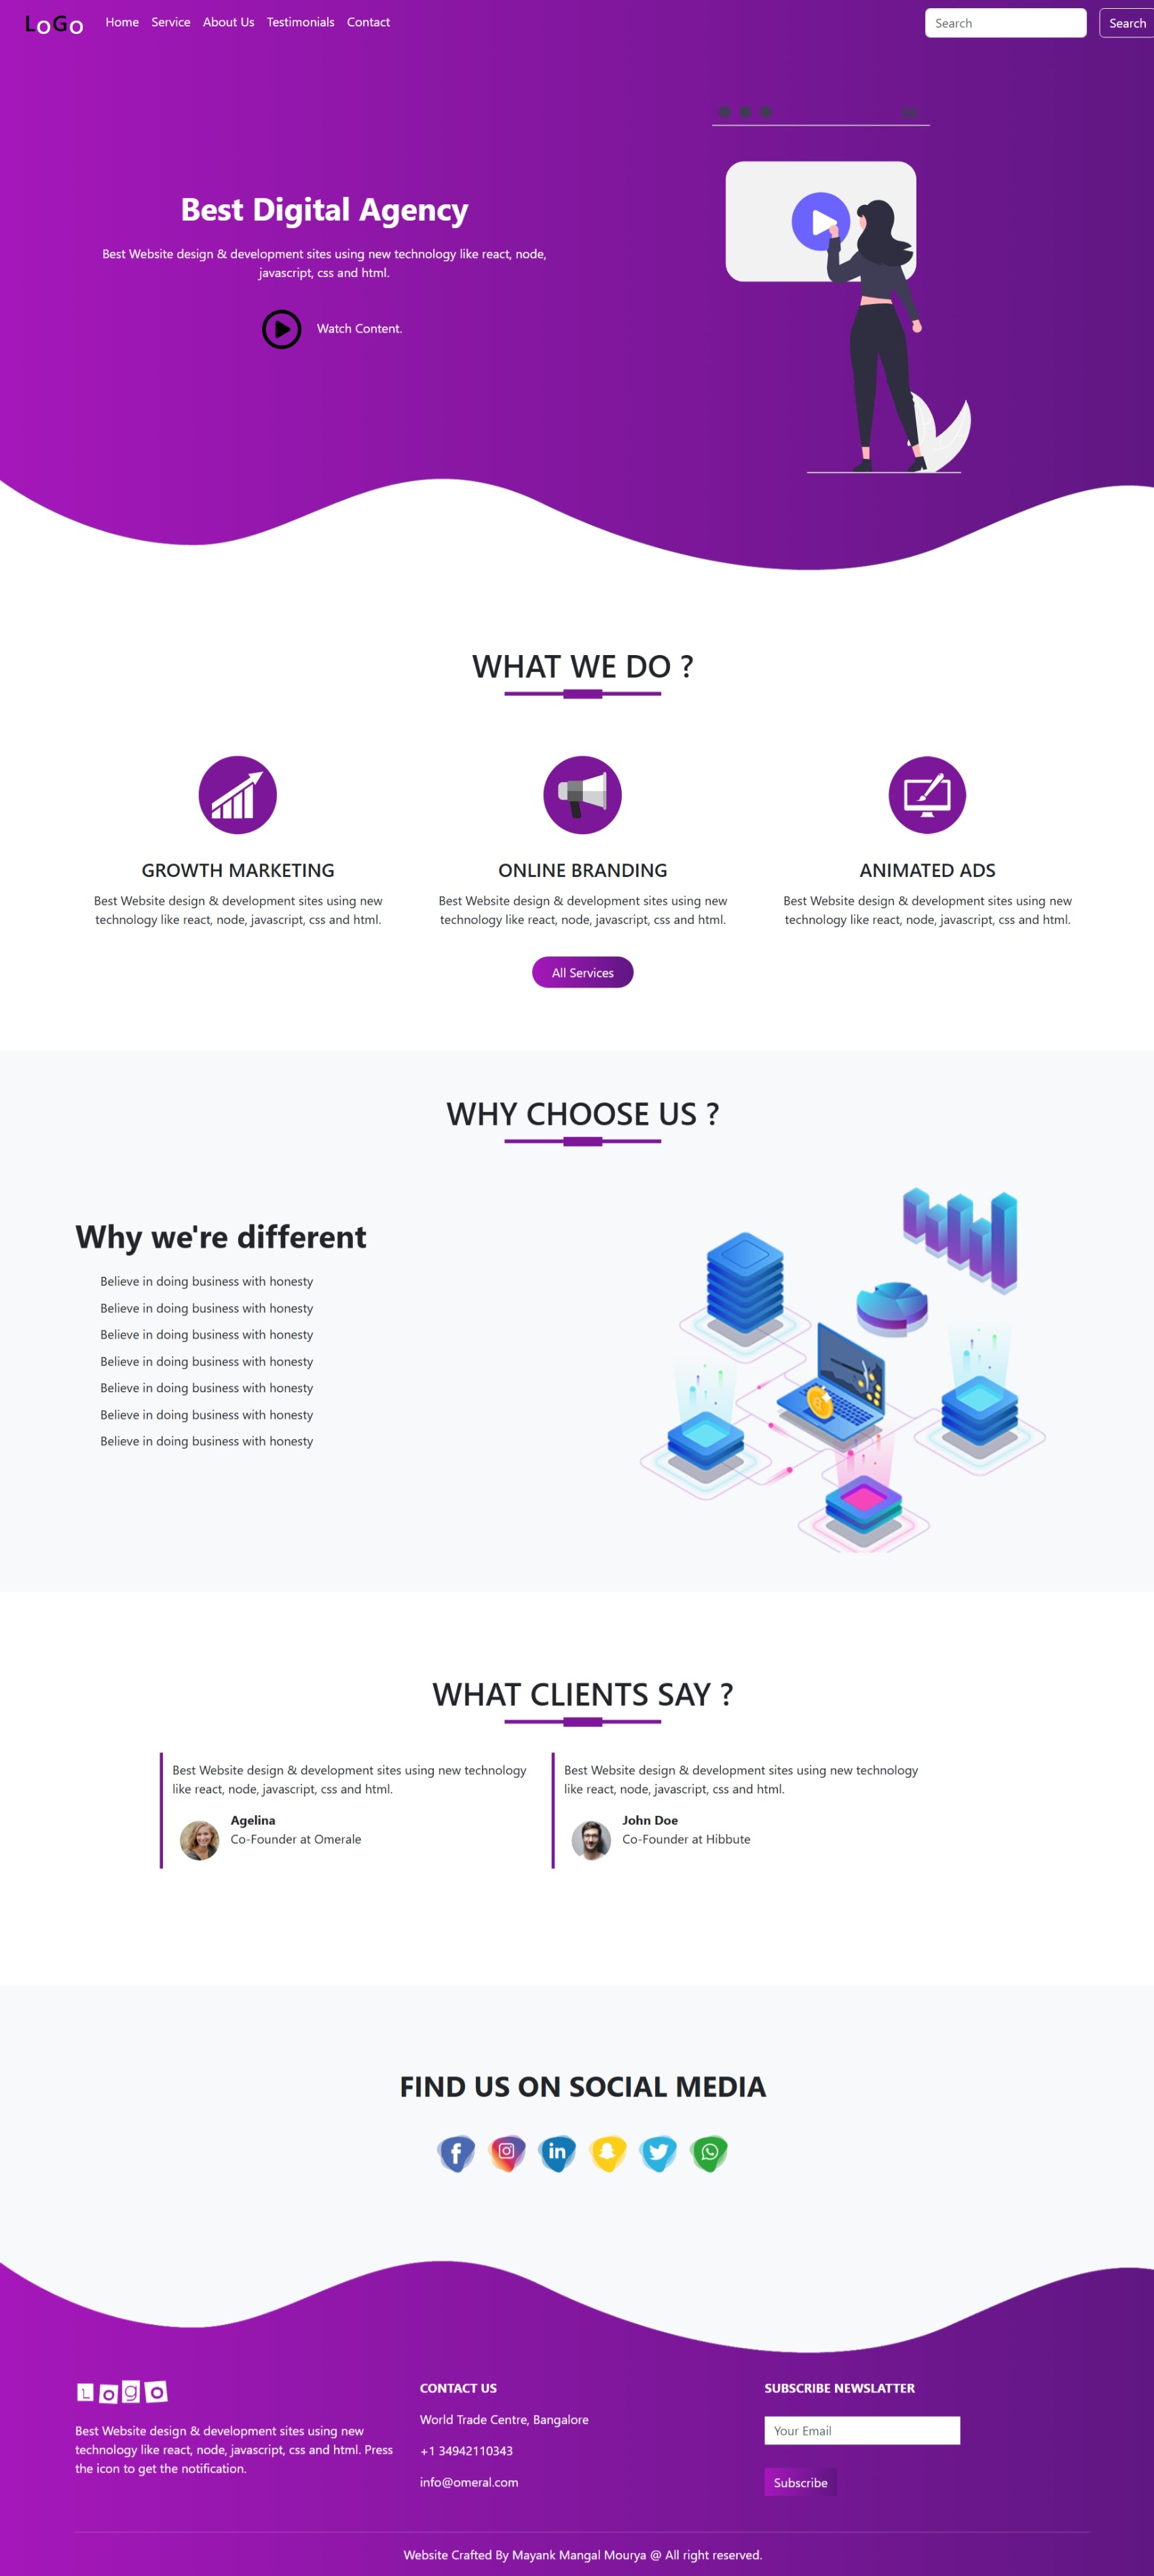 LoGo Home Service About Us Testimonials Contact Search Search
Best Digital Agency
Best Website design & development sites using new technology like react, node,
javascript, css and html.
Watch Content.
WHAT WE DO ?
GROWTH MARKETING
Best Website design & development sites using new
technology like react, node, javascript, css and html.
ONLINE BRANDING
Best Website design & development sites using new
technology like react, node, javascript, css and html.
ANIMATED ADS
Best Website design & development sites using new
technology like react, node, javascript, css and html.
All Services
WHY CHOOSE US ?
Why we're different
Believe in doing business with honesty
Believe in doing business with honesty
Believe in doing business with honesty
Believe in doing business with honesty
Believe in doing business with honesty
Believe in doing business with honesty
Believe in doing business with honesty
WHAT CLIENTS SAY ?
Best Website design & development sites using new technology
like react, node, javascript, css and html.
Agelina
Co-Founder at Omerale
Best Website design & development sites using new technology
like react, node, javascript, css and html.
John Doe
Co-Founder at Hibbute
FIND US ON SOCIAL MEDIA
f in
LogO
Best Website design & development sites using new
technology like react, node, javascript, css and html. Press
the icon to get the notification.
CONTACT US
World Trade Centre, Bangalore
+1 34942110343
info@omeral.com
SUBSCRIBE NEWSLATTER
Your Email
Subscribe
Website Crafted By Mayank Mangal Mourya @ All right reserved.